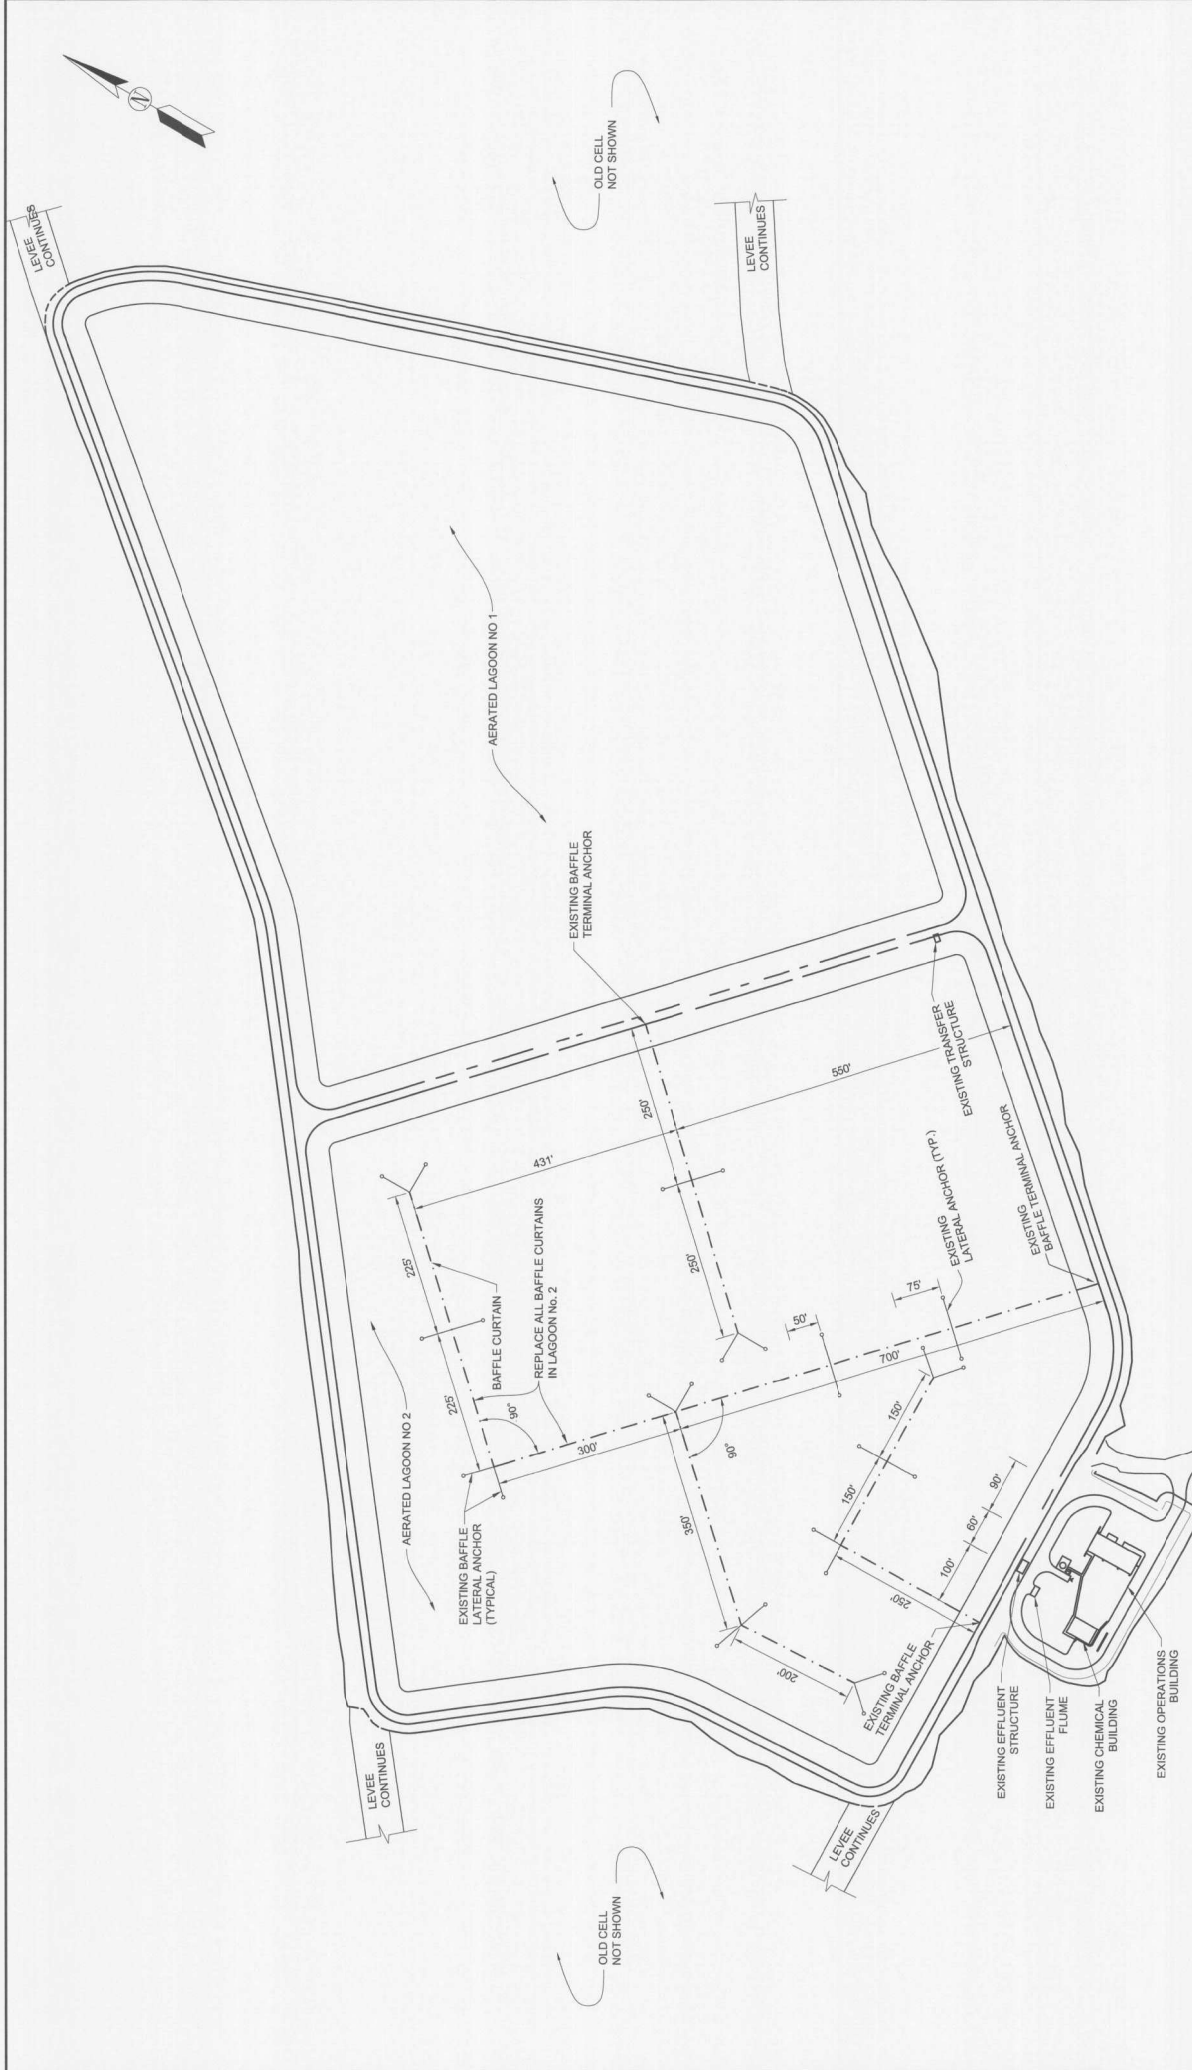 N
LEVEE
CONTINUES
OLD CELL
NOT SHOWN
LEVEE
CONTINUES
AERATED LAGOON NO 1
EXISTING BAFFLE
TERMINAL ANCHOR
EXISTING TRANSFER
STRUCTURE
550'
250'
431'
250'
EXISTING
LATERAL ANCHOR (TYP.)
EXISTING
BAFFLE TERMINAL ANCHOR
225'
BAFFLE CURTAIN
REPLACE ALL BAFFLE CURTAINS
IN LAGOON No. 2
225'
90°
300'
75'
50'
700'
90°
AERATED LAGOON NO 2
EXISTING BAFFLE
LATERAL ANCHOR
(TYPICAL)
350'
150'
150'
90'
60'
100'
250'
200'
EXISTING BAFFLE
TERMINAL ANCHOR
EXISTING EFFLUENT
STRUCTURE
EXISTING EFFLUENT
FLUME
EXISTING CHEMICAL
BUILDING
EXISTING OPERATIONS
BUILDING
LEVEE
CONTINUES
LEVEE
CONTINUES
OLD CELL
NOT SHOWN